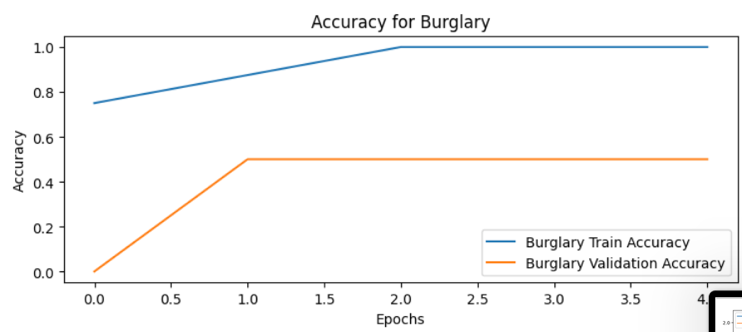 Accuracy for Burglary
1.0
0.8
0.6
0.4
0.2
0.0
Accuracy
Burglary Train Accuracy
Burglary Validation Accuracy
0.0 0.5 1.0 1.5 2.0 2.5 3.0 3.5 4.
Epochs